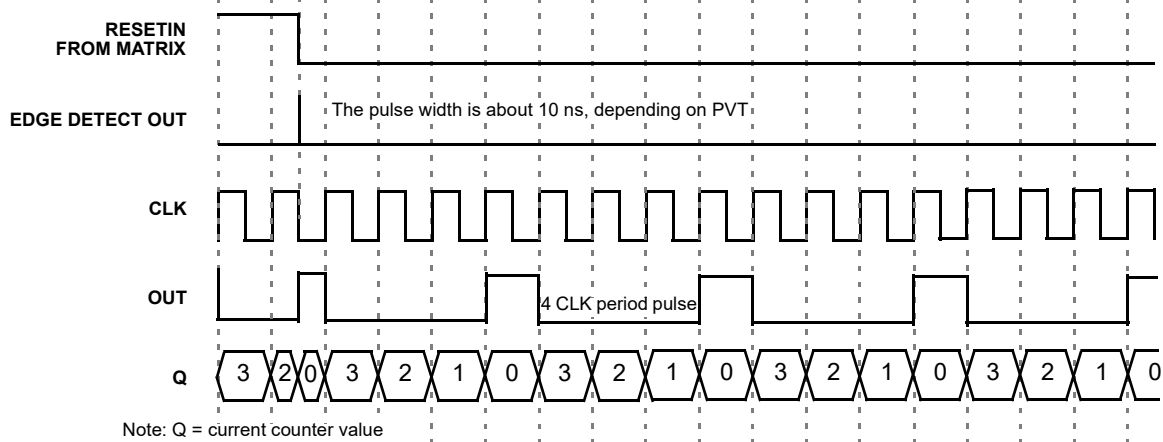 RESETIN
FROM MATRIX
EDGE DETECT OUT
The pulse width is about 10 ns, depending on PVT
CLK
OUT
4 CLK period pulse
Q
3 2 0 3 2 1 0 3 2 1 0 3 2 1 0 3 2 1 0
Note: Q = current counter value